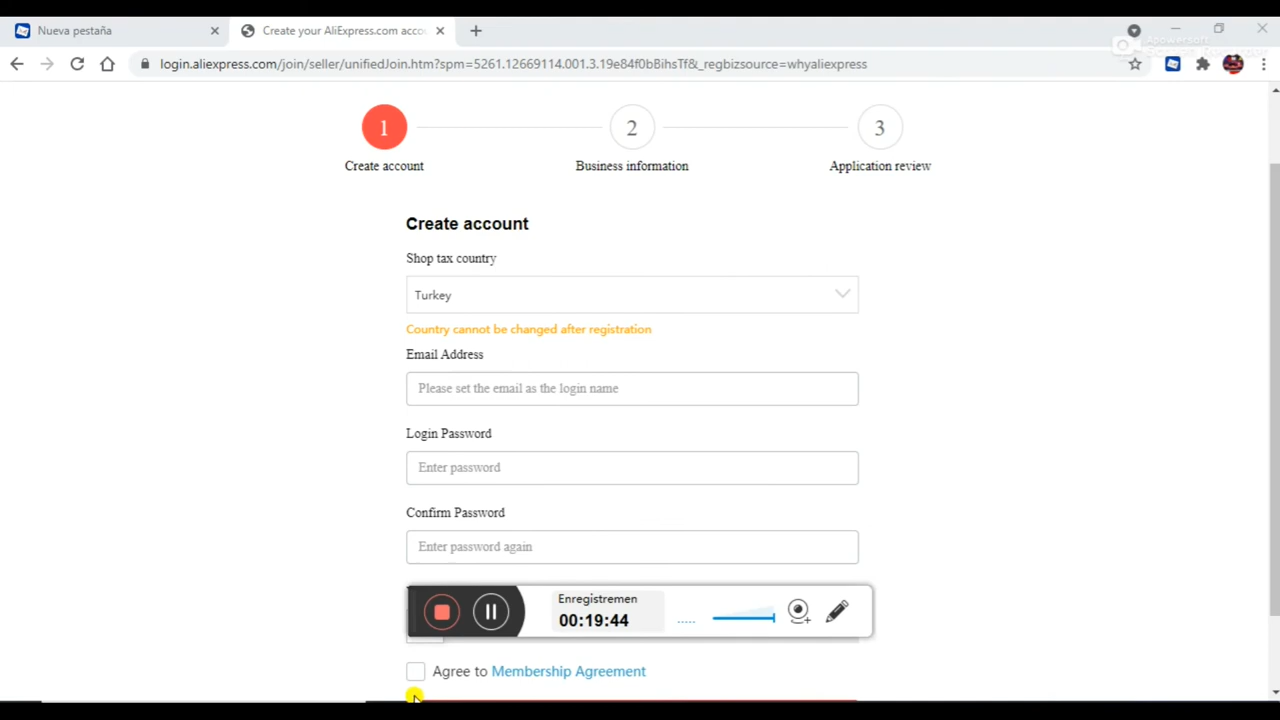 Nueva pestaña
Create your AliExpress.com acco
Apowersoft
login.aliexpress.com/join/seller/unifiedJoin.htm?spm=5261.12669114.001.3.19e84f0bBihsTf&_regbizsource=whyaliexpress
1
2
3
Create account
Business information
Application review
Create account
Shop tax country
Turkey
Country cannot be changed after registration
Email Address
Please set the email as the login name
Login Password
Enter password
Confirm Password
Enter password again
Enregistremen
00:19:44
Agree to Membership Agreement